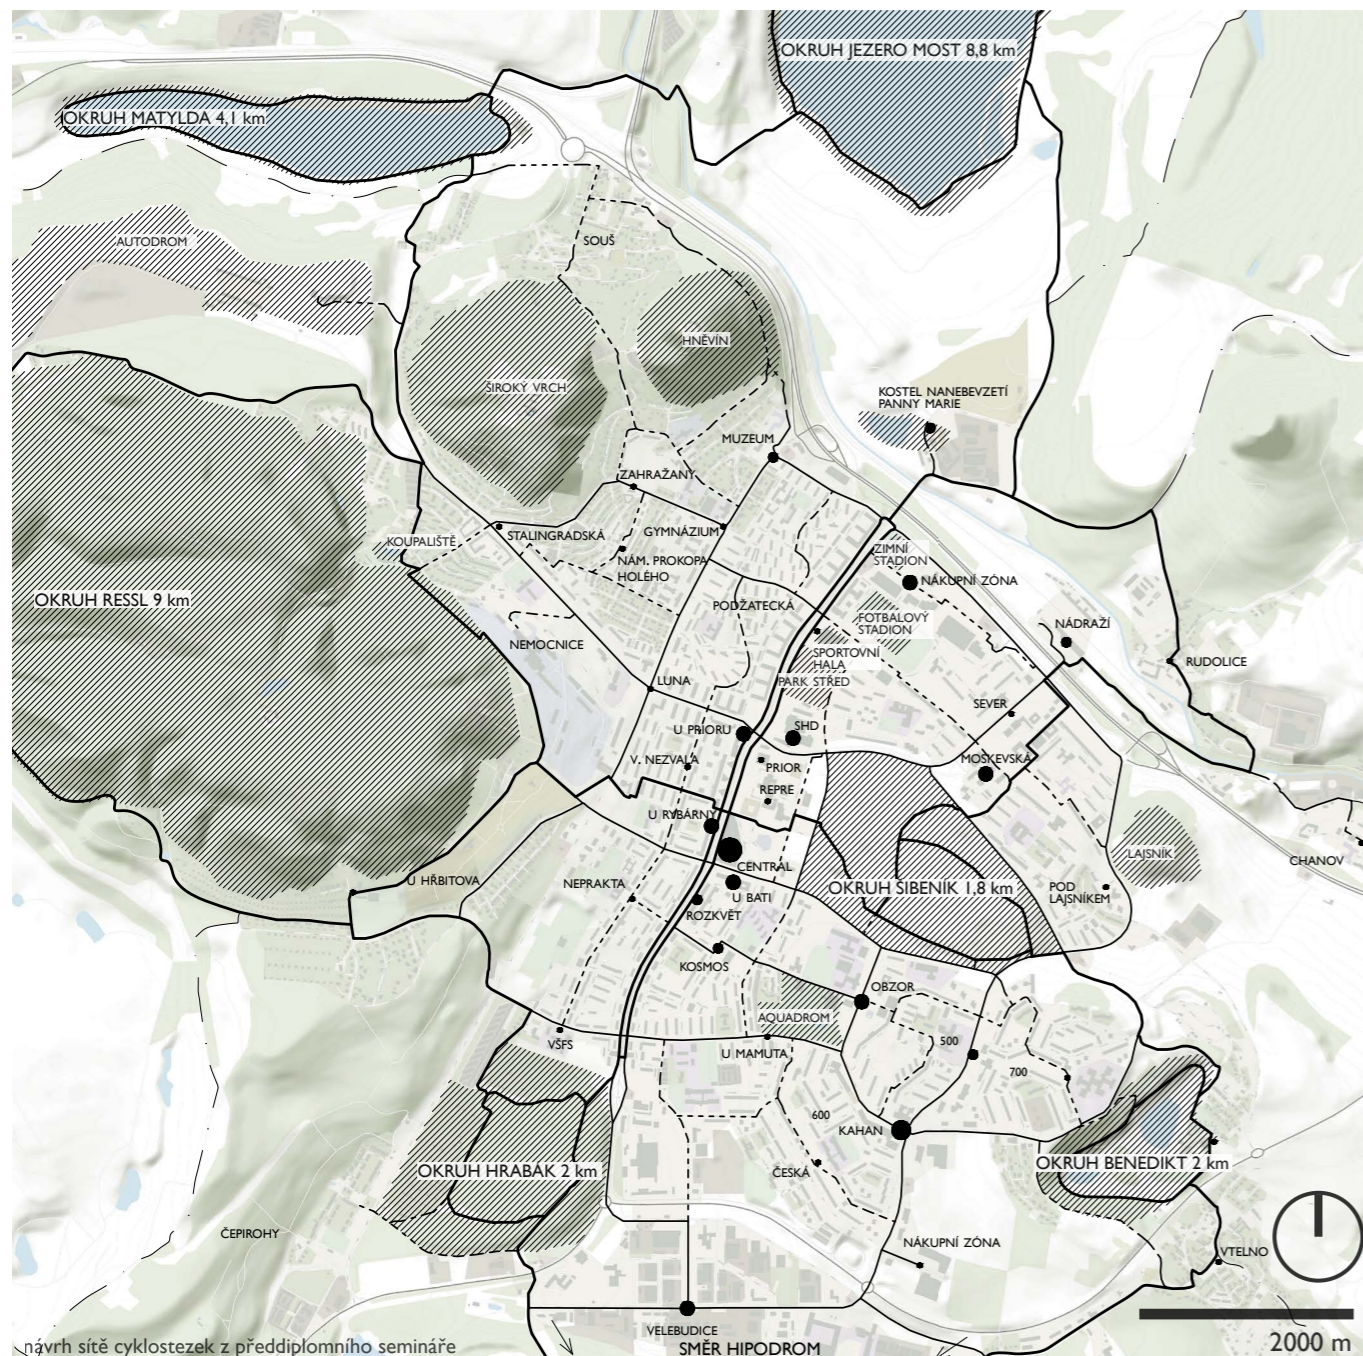 OKRUH JEZERO MOST 8,8 km
OKRUH MATYLDA 4,1 km
AUTODROM
SOUŠ
HNĚVÍN
ŠIROKÝ VRCH
KOSTEL NANEBEVZETÍ
PANNY MARIE
MUZEUM
ZAHRAŽANY
STALINGRADSKÁ
GYMNÁZIUM
KOUPALIŠTĚ
NÁM. PROKOPA
HOLÉHO
ZIMNÍ
STADION
NÁKUPNÍ ZÓNA
OKRUH RESSL 9 km
PODŽATECKÁ
FOTBALOVÝ
STADION
NÁDRAŽÍ
NEMOCNICE
SPORTOVNÍ
HALA
RUDOLICE
LUNA
PARK STŘED
SEVER
U PRIORU
SHD
V. NEZVALA
PRIOR
MOSKEVSKÁ
REPRE
U RYBÁRNY
LAJSNÍK
CHANOV
CENTRAL
U HŘBITOVA
NEPRAKTA
U BATI
OKRUH ŠIBENÍK 1,8 km
POD
LAJSNÍKEM
ROZKVĚT
KOSMOS
OBZOR
AQUADROM
VŠFS
U MAMUTA
500
700
600
KAHAN
OKRUH HRABÁK 2 km
ČESKÁ
OKRUH BENEDIKT 2 km
ČEPIROHY
NÁKUPNÍ ZÓNA
VTELNO
VELEBUDICE
SMĚR HIPODROM
2000 m
návrh sítě cyklostezek z předdiplomního semináře